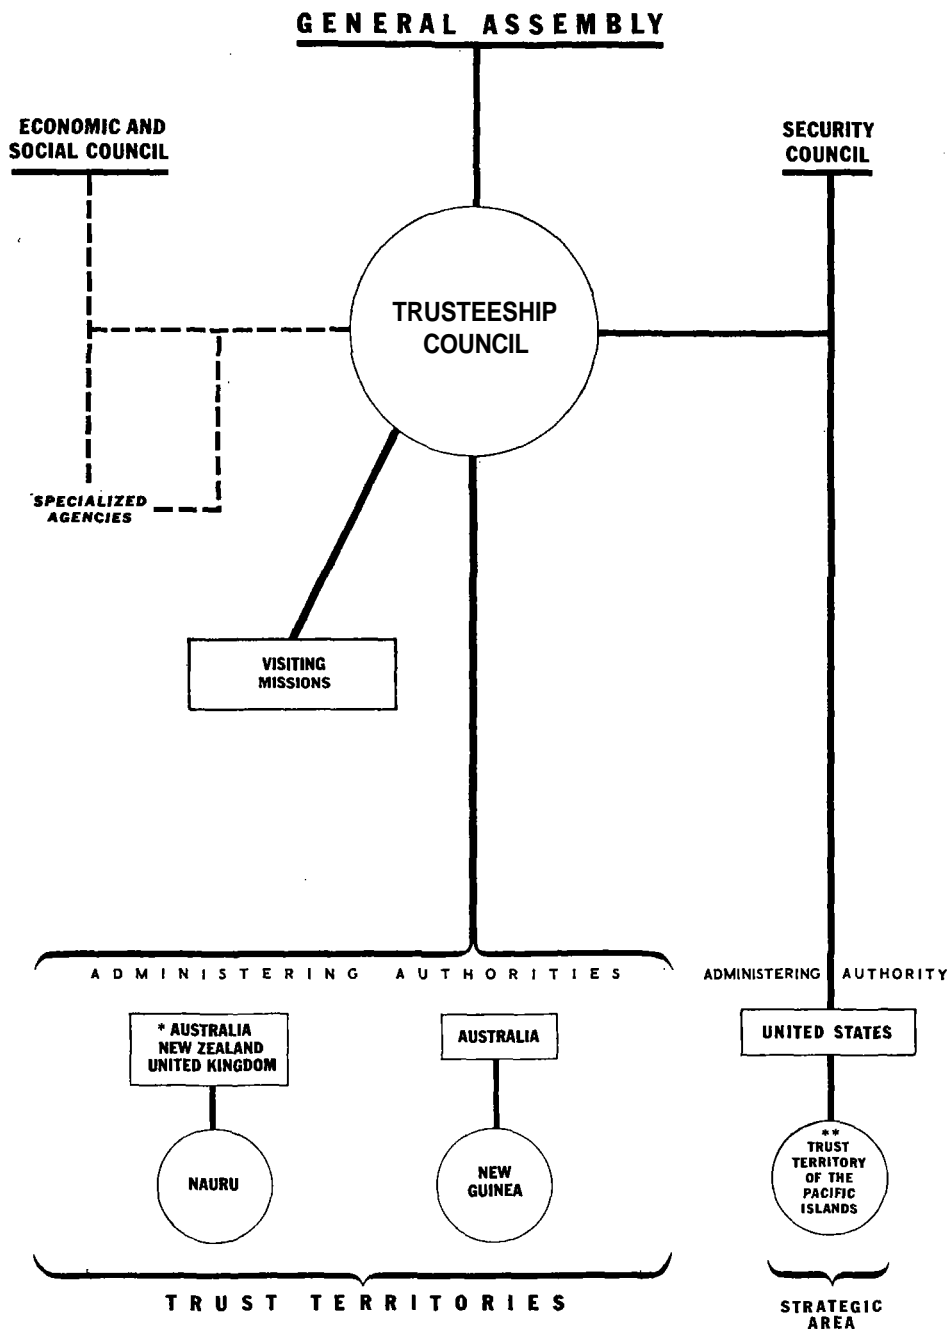 GENERAL ASSEMBLY
ECONOMIC AND
SOCIAL COUNCIL
SECURITY
COUNCIL
TRUSTEESHIP
COUNCIL
SPECIALIZED
AGENCIES
VISITING
MISSIONS
ADMINISTERING AUTHORITIES
ADMINISTERING AUTHORITY
* AUSTRALIA
NEW ZEALAND
UNITED KINGDOM
AUSTRALIA
UNITED STATES
NAURU
NEW
GUINEA
**
TRUST
TERRITORY
OF THE
PACIFIC
ISLANDS
TRUST TERRITORIES
STRATEGIC
AREA